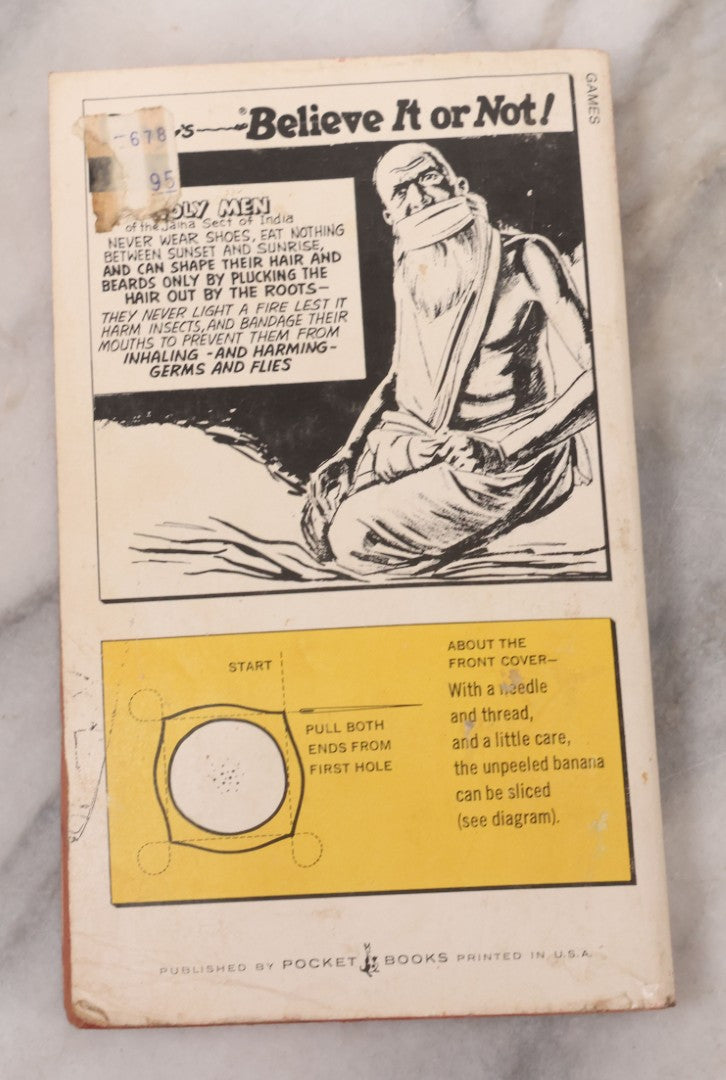 GAMES
's Believe It or Not!®
678
95
OLY MEN
of the Jaina Sect of India
NEVER WEAR SHOES, EAT NOTHING
BETWEEN SUNSET AND SUNRISE,
AND CAN SHAPE THEIR HAIR AND
BEARDS ONLY BY PLUCKING THE
HAIR OUT BY THE ROOTS—
THEY NEVER LIGHT A FIRE LEST IT
HARM INSECTS, AND BANDAGE THEIR
MOUTHS TO PREVENT THEM FROM
INHALING -AND HARMING-
GERMS AND FLIES
START
PULL BOTH
ENDS FROM
FIRST HOLE
ABOUT THE
FRONT COVER—
With a needle
and thread,
and a little care,
the unpeeled banana
can be sliced
(see diagram).
PUBLISHED BY POCKET BOOKS PRINTED IN U.S.A.